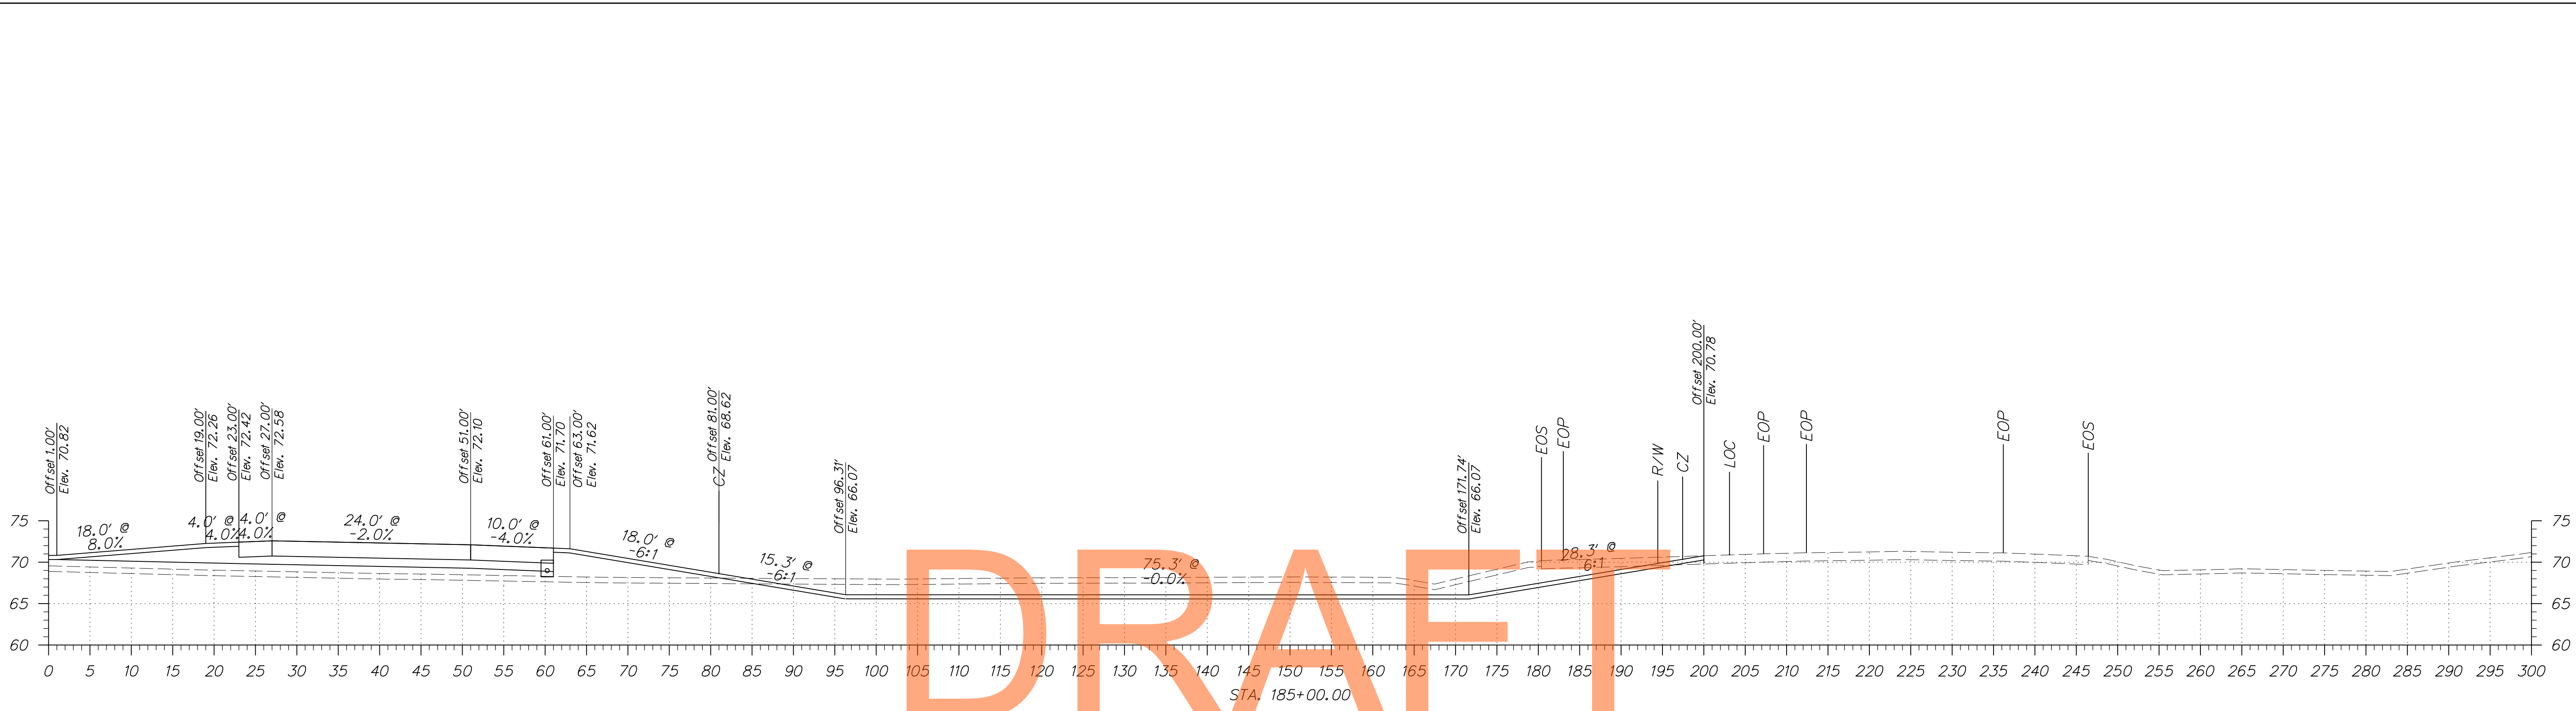 Offset 1.00'
Elev. 70.82
Offset 19.00'
Elev. 72.26
Offset 23.00'
Elev. 72.42
Offset 27.00'
Elev. 72.58
Offset 51.00'
Elev. 72.10
Offset 61.00'
Elev. 71.70
Offset 63.00'
Elev. 71.62
CZ Offset 81.00'
Elev. 68.62
Offset 96.31'
Elev. 66.07
Offset 171.74'
Elev. 66.07
EOS
EOP
R/W
CZ
Offset 200.00'
Elev. 70.78
LOC
EOP
EOP
EOP
EOS
18.0' @
8.0%
4.0' @
4.0%
4.0' @
4.0%
24.0' @
-2.0%
10.0' @
-4.0%
18.0' @
-6:1
15.3' @
-6:1
75.3' @
-0.0%
28.3' @
6:1
75
70
65
60
75
70
65
60
0 5 10 15 20 25 30 35 40 45 50 55 60 65 70 75 80 85 90 95 100 105 110 115 120 125 130 135 140 145 150 155 160 165 170 175 180 185 190 195 200 205 210 215 220 225 230 235 240 245 250 255 260 265 270 275 280 285 290 295 300
STA. 185+00.00
DRAFT